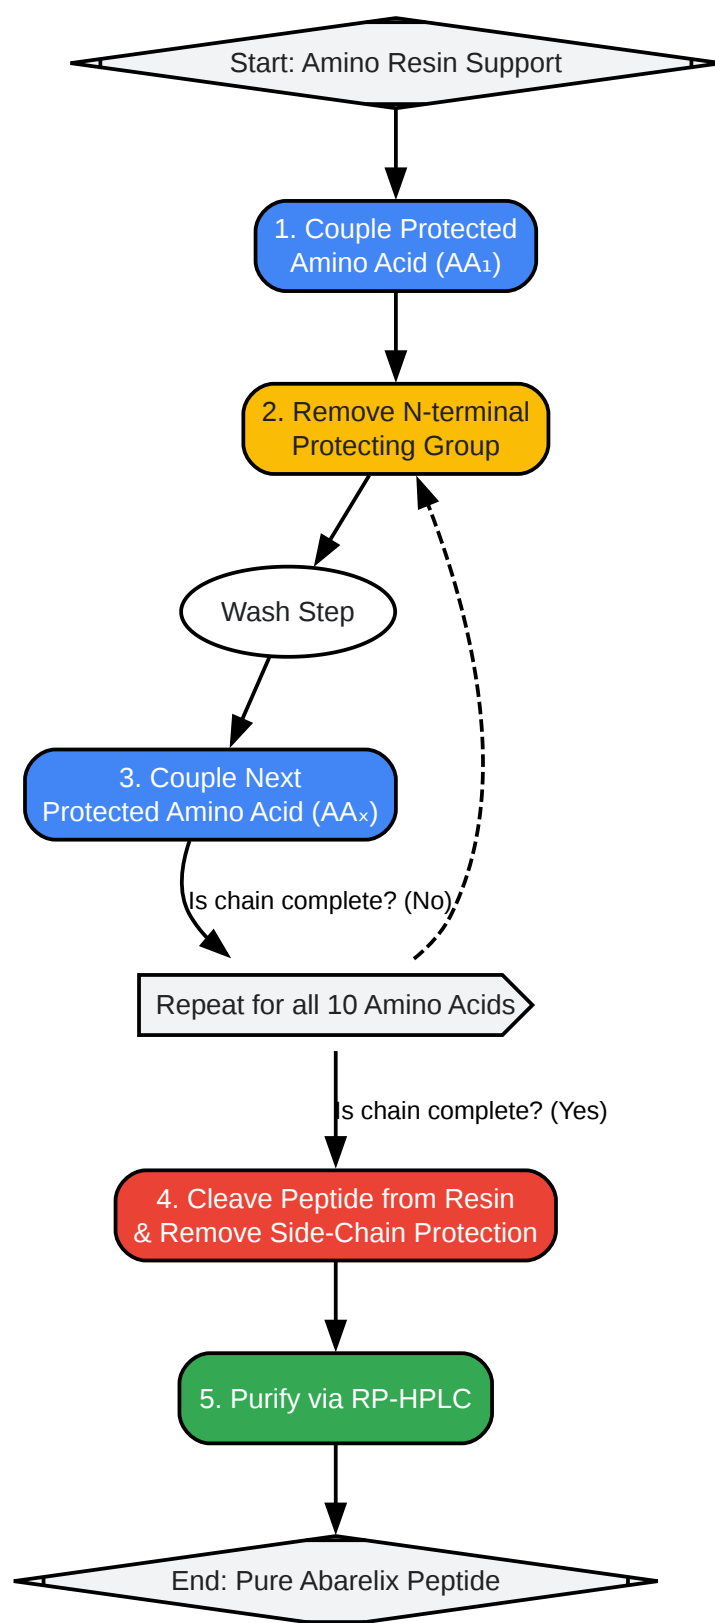 Start: Amino Resin Support
1. Couple Protected
Amino Acid (AA₁)
2. Remove N-terminal
Protecting Group
Wash Step
3. Couple Next
Protected Amino Acid (AAₓ)
Is chain complete? (No)
Repeat for all 10 Amino Acids
Is chain complete? (Yes)
4. Cleave Peptide from Resin
& Remove Side-Chain Protection
5. Purify via RP-HPLC
End: Pure Abarelix Peptide